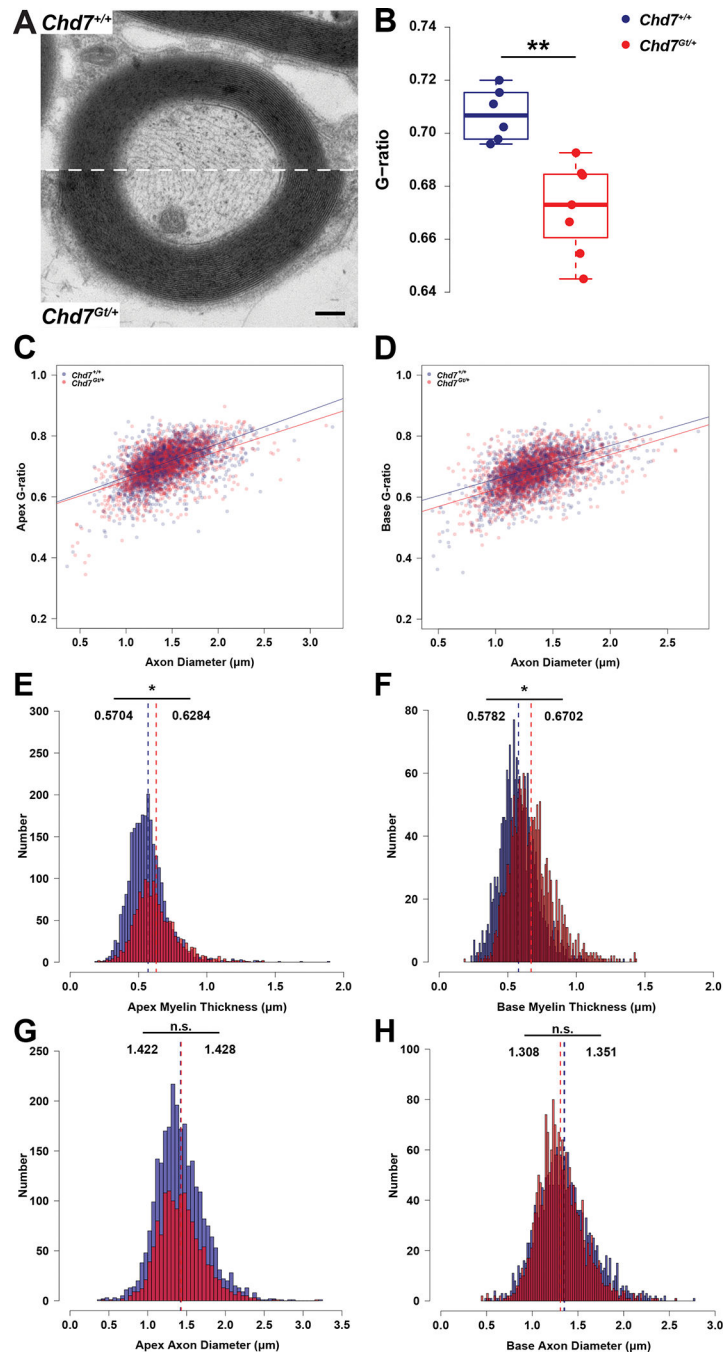 A
Chd7+/+
Chd7Gt/+
B
Chd7+/+
Chd7Gt/+
**
G−ratio
0.74
0.72
0.70
0.68
0.66
0.64
C
Chd7+/+
Chd7Gt/+
Apex G-ratio
1.0
0.8
0.6
0.4
0.2
0.5 1.0 1.5 2.0 2.5 3.0
Axon Diameter (µm)
D
Chd7+/+
Chd7Gt/+
Base G-ratio
1.0
0.8
0.6
0.4
0.2
0.5 1.0 1.5 2.0 2.5 3.0
Axon Diameter (µm)
E
*
0.5704 0.6284
Number
300
250
200
150
100
50
0
0.0 0.5 1.0 1.5 2.0
Apex Myelin Thickness (µm)
F
*
0.5782 0.6702
Number
80
60
40
20
0
0.0 0.5 1.0 1.5 2.0
Base Myelin Thickness (µm)
G
n.s.
1.422 1.428
Number
250
200
150
100
50
0
0.0 0.5 1.0 1.5 2.0 2.5 3.0 3.5
Apex Axon Diameter (µm)
H
n.s.
1.308 1.351
Number
100
80
60
40
20
0
0.0 0.5 1.0 1.5 2.0 2.5 3.0
Base Axon Diameter (µm)